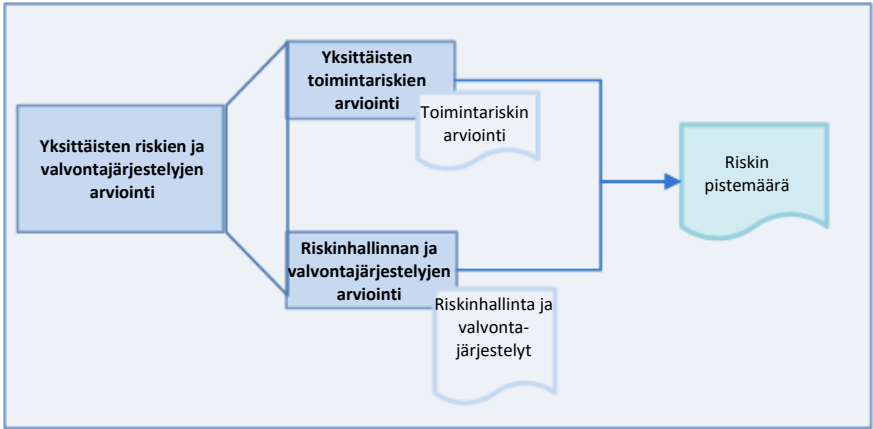 Yksittäisten riskien ja
valvontajärjestelyjen
arviointi
Yksittäisten
toimintariskien
arviointi
Toimintariskin
arviointi
Riskinhallinnan ja
valvontajärjestelyjen
arviointi
Riskinhallinta ja
valvonta-
järjestelyt
Riskin
pistemäärä